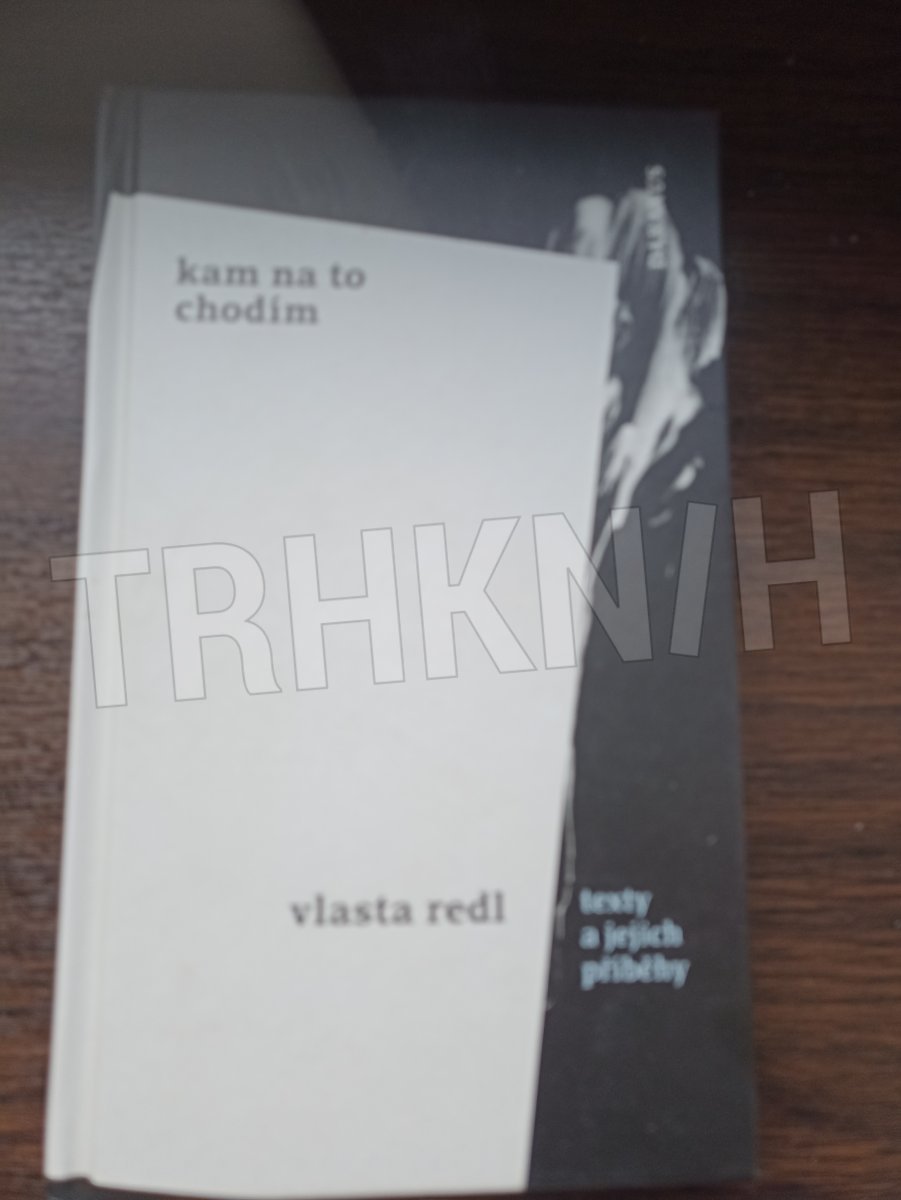 kam na to
chodím
TRHKNIH
vlasta redl
texty
a jejich
příběhy